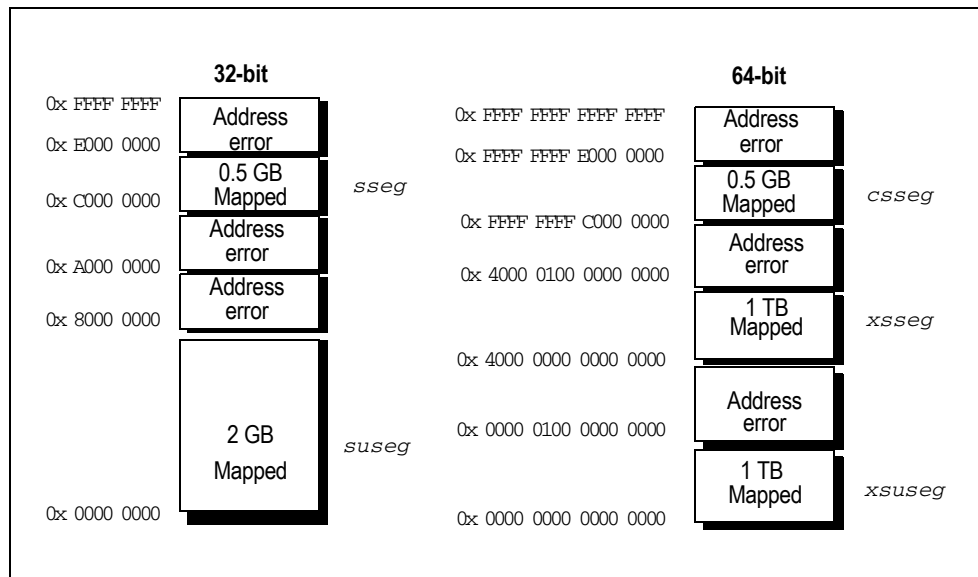 32-bit
0x FFFF FFFF
Address
error
0x E000 0000
0.5 GB
Mapped
sseg
0x C000 0000
Address
error
0x A000 0000
Address
error
0x 8000 0000
2 GB
Mapped
suseg
0x 0000 0000
64-bit
0x FFFF FFFF FFFF FFFF
Address
error
0x FFFF FFFF E000 0000
0.5 GB
Mapped
csseg
0x FFFF FFFF C000 0000
Address
error
0x 4000 0100 0000 0000
1 TB
Mapped
xsseg
0x 4000 0000 0000 0000
Address
error
0x 0000 0100 0000 0000
1 TB
Mapped
xsuseg
0x 0000 0000 0000 0000